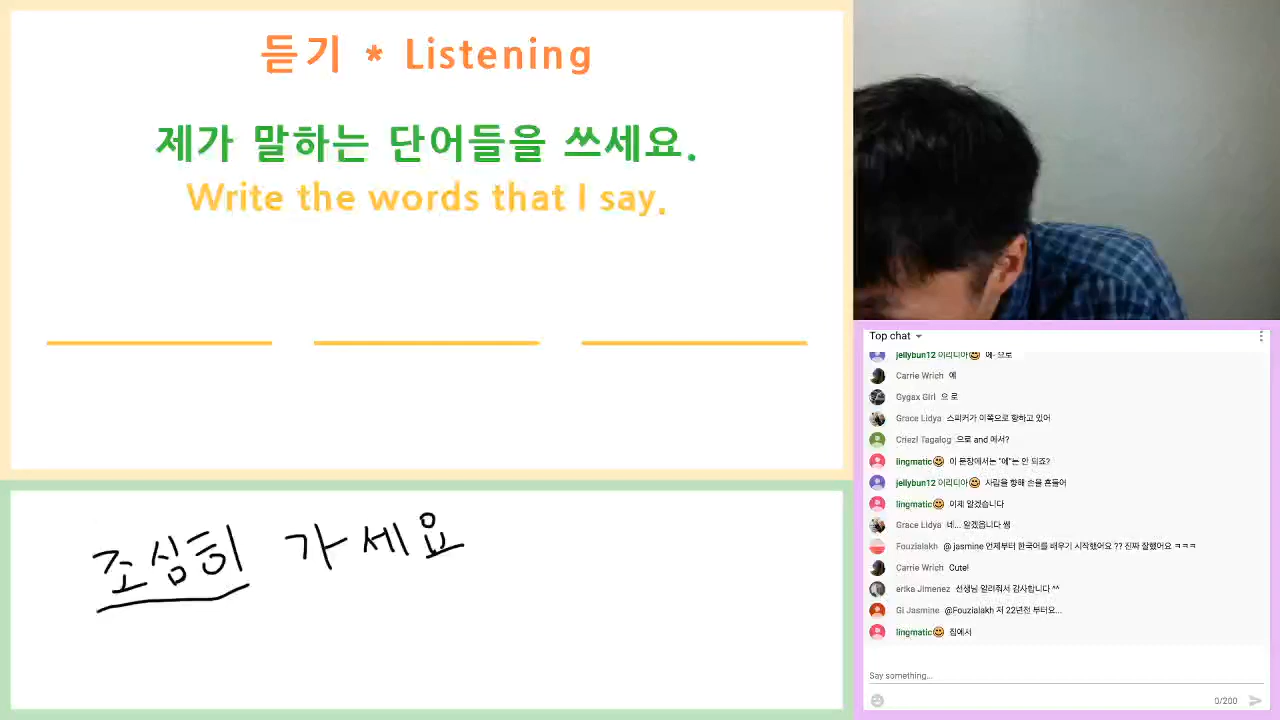 듣기 * Listening
제가 말하는 단어들을 쓰세요.
Write the words that I say.
조심히 가세요
Top chat
jellybun12 이리디아 에- 으로
Carrie Wrich 에
Gygax Girl 으 로
Grace Lidya 스피커가 이쪽으로 향하고 있어
Criezl Tagalog 으로 and 에서?
lingmatic 이 문장에서는 "에"는 안 되죠?
jellybun12 이리디아 사람을 향해 손을 흔들어
lingmatic 이제 알겠습니다
Grace Lidya 네... 알겠읍니다 쌤
Fouzialakh @ jasmine 언제부터 한국어를 배우기 시작했어요 ?? 진짜 잘했어요 ㅋㅋㅋ
Carrie Wrich Cute!
erika Jimenez 선생님 알려줘서 감사합니다 ^^
Gi Jasmine @Fouzialakh 저 22년전 부터요...
lingmatic 집에서
Say something...
0/200